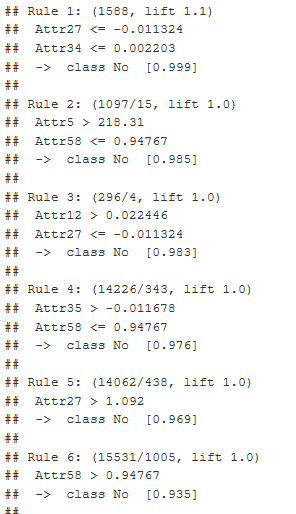 ## Rule 1: (1588, lift 1.1)
##  Attr27 <= -0.011324
##  Attr34 <= 0.002203
##  ->  class No  [0.999]
##
## Rule 2: (1097/15, lift 1.0)
##  Attr5 > 218.31
##  Attr58 <= 0.94767
##  ->  class No  [0.985]
##
## Rule 3: (296/4, lift 1.0)
##  Attr12 > 0.022446
##  Attr27 <= -0.011324
##  ->  class No  [0.983]
##
## Rule 4: (14226/343, lift 1.0)
##  Attr35 > -0.011678
##  Attr58 <= 0.94767
##  ->  class No  [0.976]
##
## Rule 5: (14062/438, lift 1.0)
##  Attr27 > 1.092
##  ->  class No  [0.969]
##
## Rule 6: (15531/1005, lift 1.0)
##  Attr58 > 0.94767
##  ->  class No  [0.935]
##